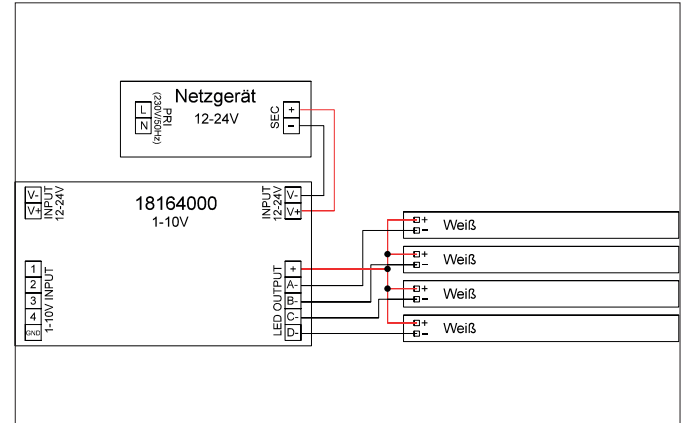 Netzgerät
12-24V
L
N
PRI
(230V/50Hz)
SEC
+
−
18164000
1-10V
V-
V+
INPUT
12-24V
INPUT
12-24V
V-
V+
1
2
3
4
GND
1-10V INPUT
LED OUTPUT
+
A-
B-
C-
D-
+
−
Weiß
+
−
Weiß
+
−
Weiß
+
−
Weiß